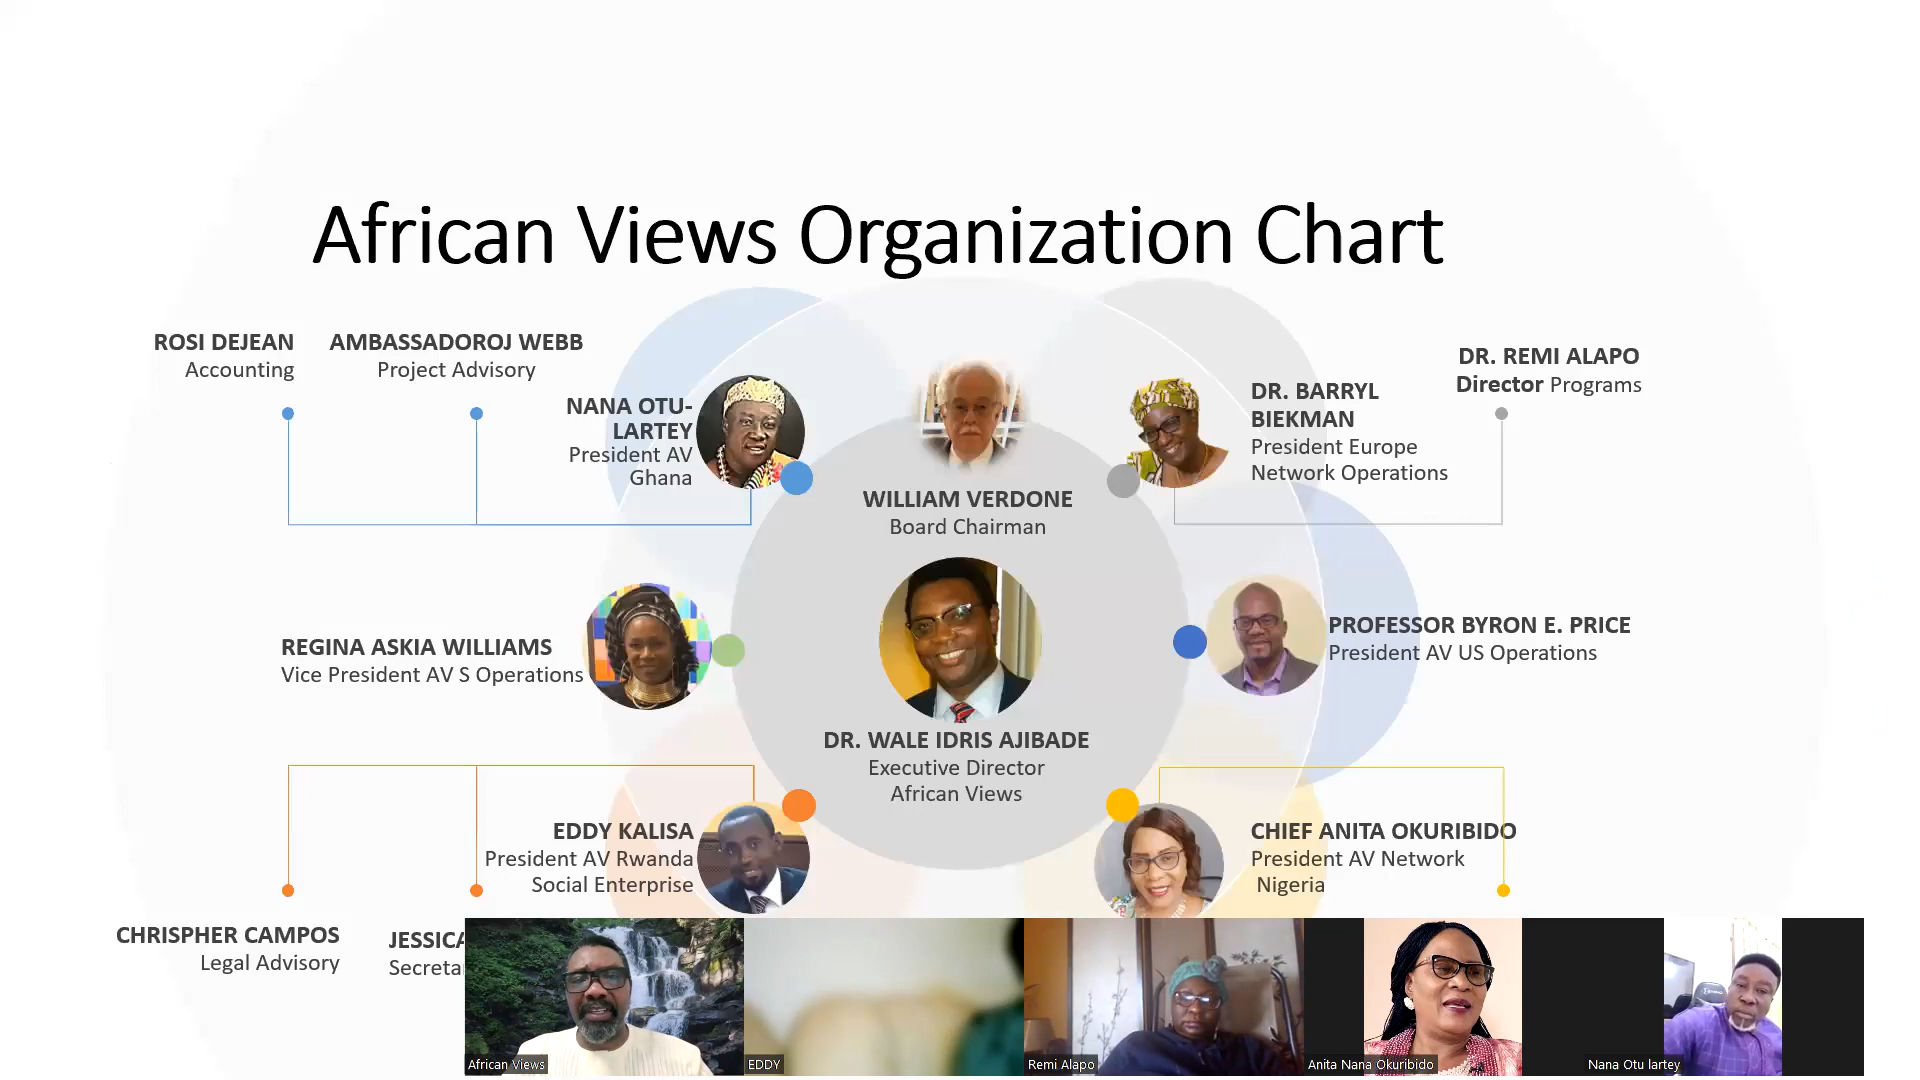 African Views Organization Chart
ROSI DEJEAN
Accounting
AMBASSADOROJ WEBB
Project Advisory
NANA OTU-
LARTEY
President AV
Ghana
WILLIAM VERDONE
Board Chairman
DR. BARRYL
BIEKMAN
President Europe
Network Operations
DR. REMI ALAPO
Director Programs
REGINA ASKIA WILLIAMS
Vice President AV S Operations
PROFESSOR BYRON E. PRICE
President AV US Operations
DR. WALE IDRIS AJIBADE
Executive Director
African Views
EDDY KALISA
President AV Rwanda
Social Enterprise
CHIEF ANITA OKURIBIDO
President AV Network
Nigeria
CHRISPHER CAMPOS
Legal Advisory
JESSICA
Secreta
African Views
EDDY
Remi Alapo
Anita Nana Okuribido
Nana Otu lartey